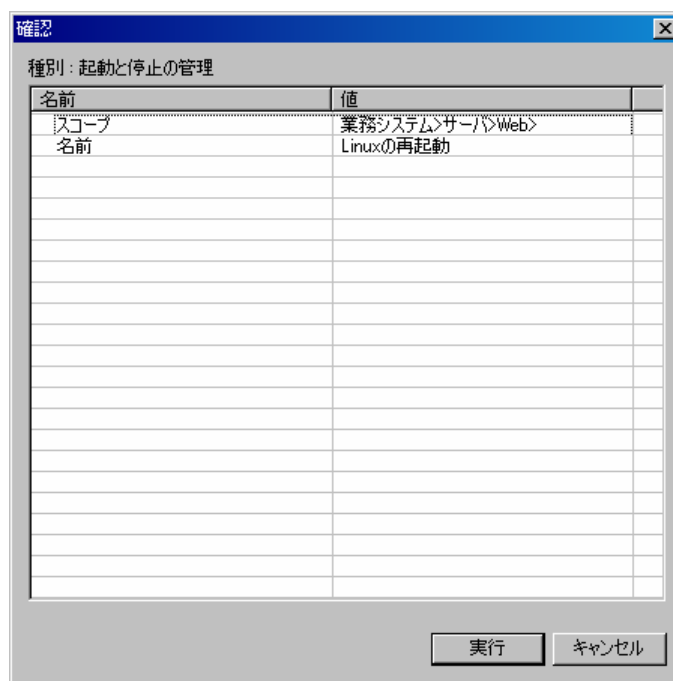 確認
種別：起動と停止の管理
名前 値
スコープ 業務システム>サーバ>Web>
名前 Linuxの再起動
実行 キャンセル